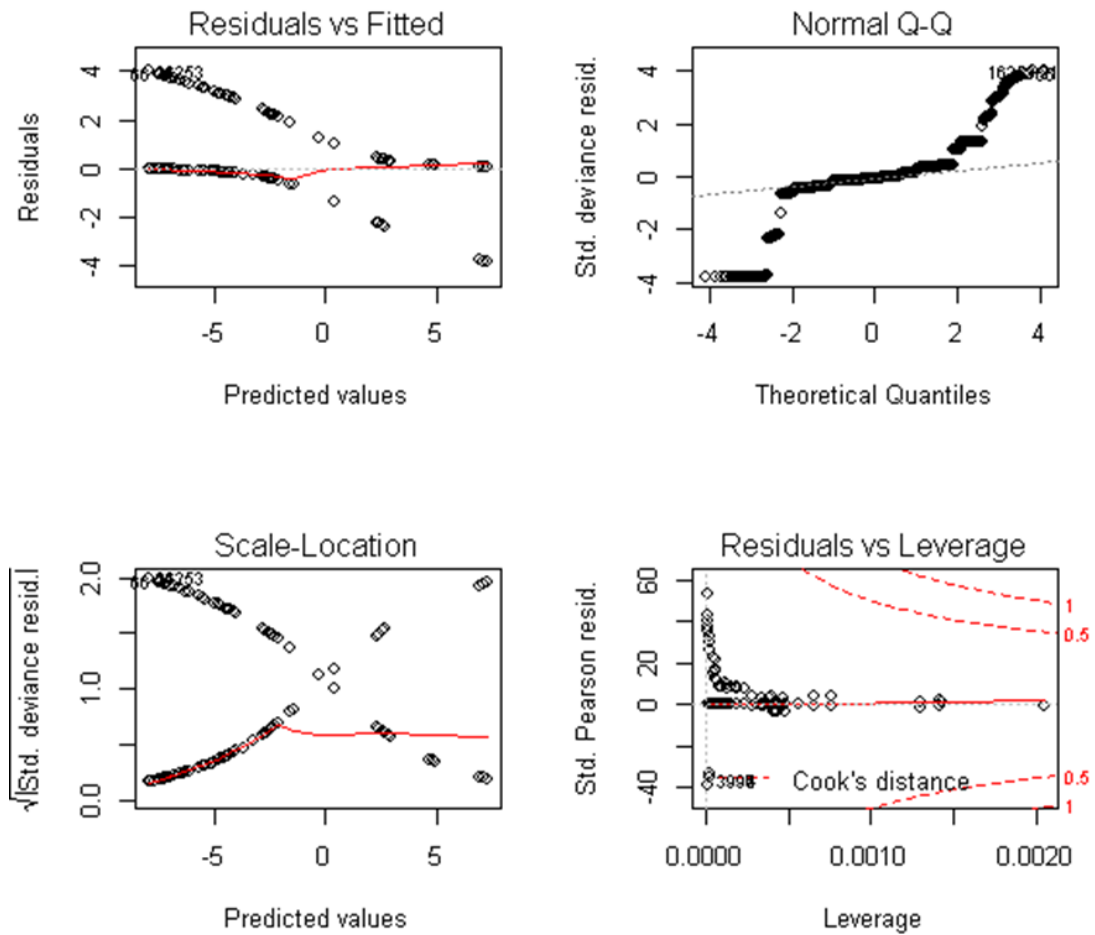 Residuals vs Fitted
Residuals
4
2
0
-2
-4
-5
0
5
Predicted values
Normal Q-Q
Std. deviance resid.
4
2
0
-2
-4
-4
-2
0
2
4
Theoretical Quantiles
Scale-Location
√|Std. deviance resid.|
2.0
1.0
0.0
-5
0
5
Predicted values
Residuals vs Leverage
Std. Pearson resid.
60
20
0
-40
1
0.5
0.5
1
Cook's distance
0.0000
0.0010
0.0020
Leverage